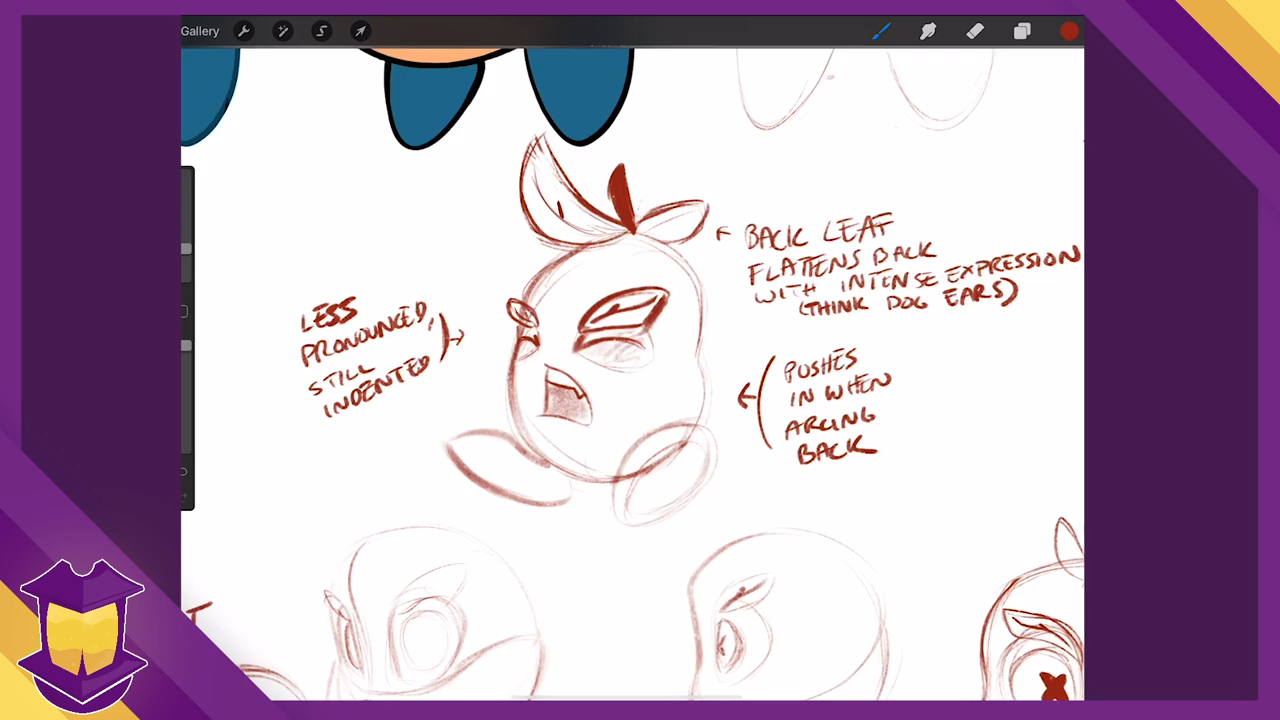 Gallery
BACK LEAF
FLATTENS BACK
WITH INTENSE EXPRESSION
(THINK DOG EARS)
LESS
PRONOUNCED,
STILL
INDENTED
PUSHES
IN WHEN
ARCING
BACK